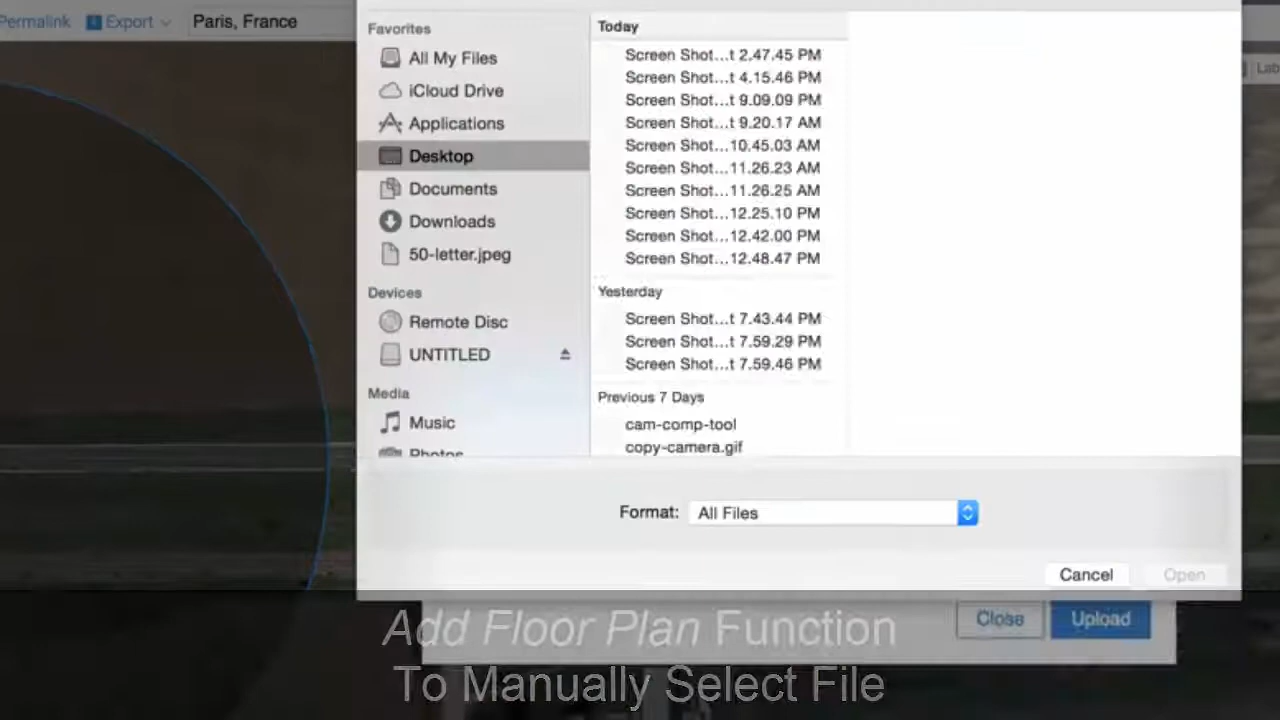 Permalink Export Paris, France
Favorites
All My Files
iCloud Drive
Applications
Desktop
Documents
Downloads
50-letter.jpeg
Devices
Remote Disc
UNTITLED
Media
Music
Photos
Today
Screen Shot...t 2.47.45 PM
Screen Shot...t 4.15.46 PM
Screen Shot...t 9.09.09 PM
Screen Shot...t 9.20.17 AM
Screen Shot...10.45.03 AM
Screen Shot...11.26.23 AM
Screen Shot...11.26.25 AM
Screen Shot...12.25.10 PM
Screen Shot...12.42.00 PM
Screen Shot...12.48.47 PM
Yesterday
Screen Shot...t 7.43.44 PM
Screen Shot...t 7.59.29 PM
Screen Shot...t 7.59.46 PM
Previous 7 Days
cam-comp-tool
copy-camera.gif
Lab
Format: All Files
Cancel Open
Close Upload
Add Floor Plan Function
To Manually Select File